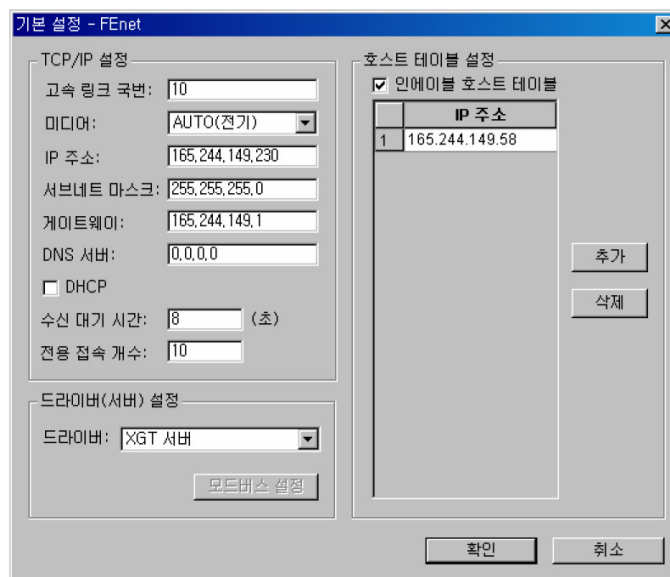 기본 설정 - FEnet
TCP/IP 설정
고속 링크 국번: 10
미디어: AUTO(전기)
IP 주소: 165,244,149,230
서브네트 마스크: 255,255,255,0
게이트웨이: 165,244,149,1
DNS 서버: 0,0,0,0
DHCP
수신 대기 시간: 8 (초)
전용 접속 개수: 10
드라이버(서버) 설정
드라이버: XGT 서버
모드버스 설정
호스트 테이블 설정
인에이블 호스트 테이블
IP 주소
1 165.244.149.58
추가
삭제
확인 취소